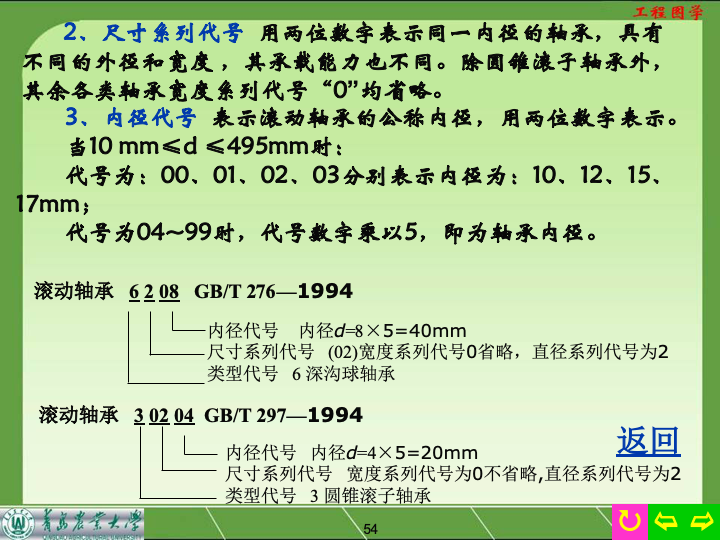 工程图学
2、尺寸系列代号 用两位数字表示同一内径的轴承，具有
不同的外径和宽度，其承载能力也不同。除圆锥滚子轴承外，
其余各类轴承宽度系列代号“0”均省略。
3、内径代号 表示滚动轴承的公称内径，用两位数字表示。
当10 mm≤d ≤495mm时：
代号为：00、01、02、03分别表示内径为：10、12、15、
17mm；
代号为04~99时，代号数字乘以5，即为轴承内径。
滚动轴承 6 2 08 GB/T 276—1994
内径代号 内径d=8×5=40mm
尺寸系列代号 (02)宽度系列代号0省略，直径系列代号为2
类型代号 6 深沟球轴承
滚动轴承 3 02 04 GB/T 297—1994
内径代号 内径d=4×5=20mm
尺寸系列代号 宽度系列代号为0不省略,直径系列代号为2
类型代号 3 圆锥滚子轴承
返回
青岛农业大学
54